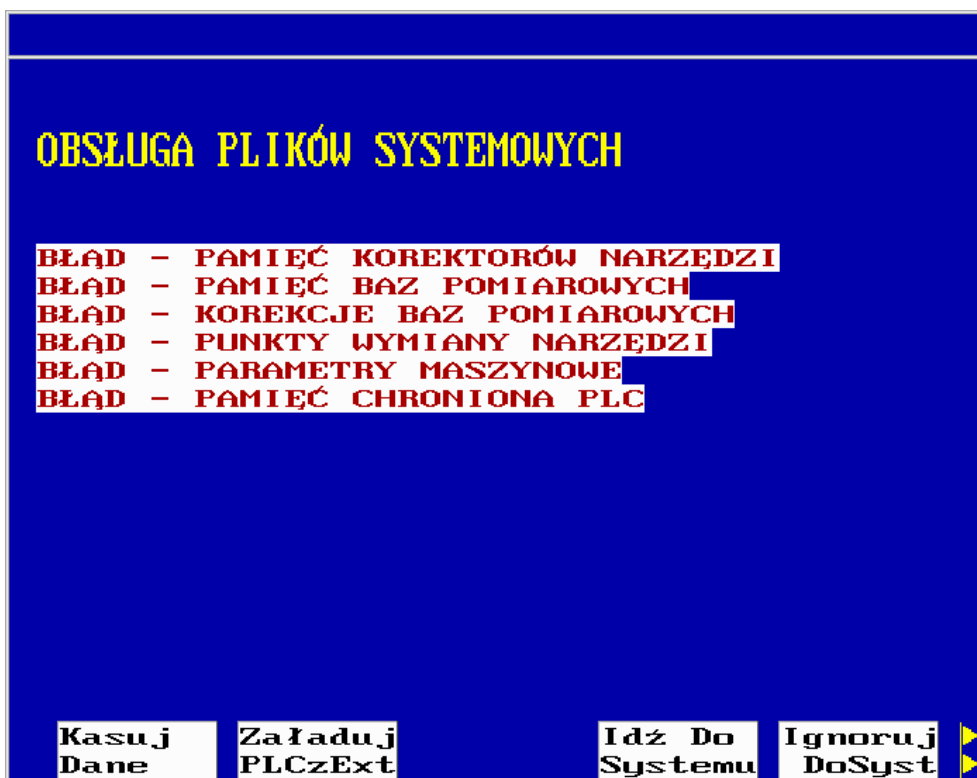 OBSŁUGA PLIKÓW SYSTEMOWYCH
BŁĄD - PAMIĘĆ KOREKTORÓW NARZĘDZI
BŁĄD - PAMIĘĆ BAZ POMIAROWYCH
BŁĄD - KOREKCJE BAZ POMIAROWYCH
BŁĄD - PUNKTY WYMIANY NARZĘDZI
BŁĄD - PARAMETRY MASZYNOWE
BŁĄD - PAMIĘĆ CHRONIONA PLC
Kasuj Załaduj Idź Do Ignoruj
Dane PLCzExt Systemu DoSyst